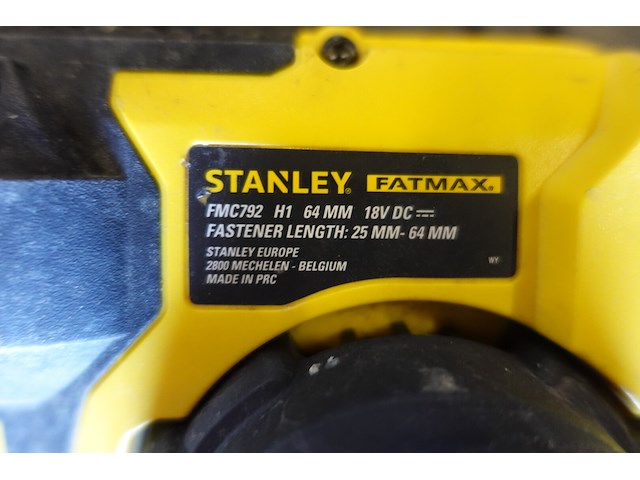 STANLEY® FATMAX®
FMC792 H1 64 MM 18V DC ⎓
FASTENER LENGTH: 25 MM- 64 MM
STANLEY EUROPE
2800 MECHELEN - BELGIUM
MADE IN PRC
WY